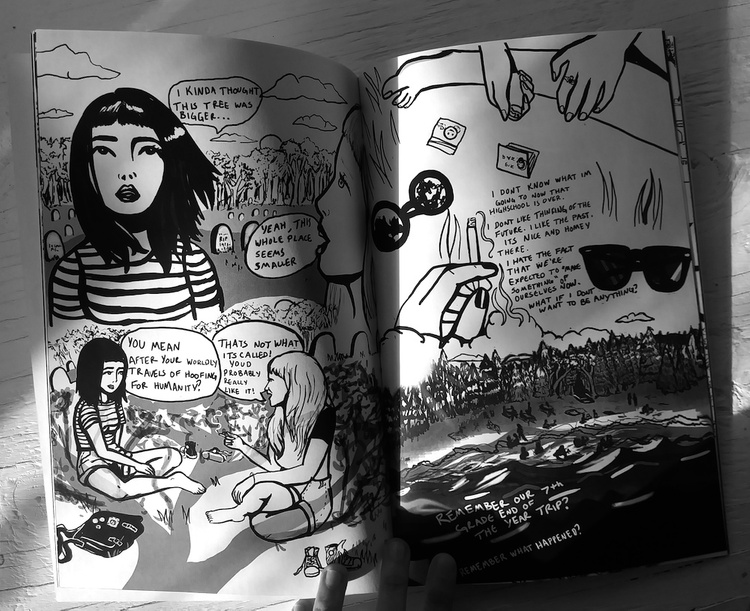 I KINDA THOUGHT
THIS TREE WAS
BIGGER...
YEAH, THIS
WHOLE PLACE
SEEMS
SMALLER
YOU MEAN
AFTER YOUR WORLDLY
TRAVELS OF HOOFING
FOR HUMANITY?
THATS NOT WHAT
ITS CALLED!
YOUD
PROBABLY
REALLY
LIKE IT!
I DONT KNOW WHAT IM
GOING TO NOW THAT
HIGHSCHOOL IS OVER.
I DONT LIKE THINKING OF THE
FUTURE. I LIKE THE PAST.
ITS NICE AND HOMEY
THERE.
I HATE THE FACT
THAT WE'RE
EXPECTED TO "MAKE
SOMETHING" OF
OURSELVES NOW.
WHAT IF I DONT
WANT TO BE ANYTHING?
REMEMBER OUR 7th
GRADE END OF
THE YEAR TRIP?
REMEMBER WHAT HAPPENED?